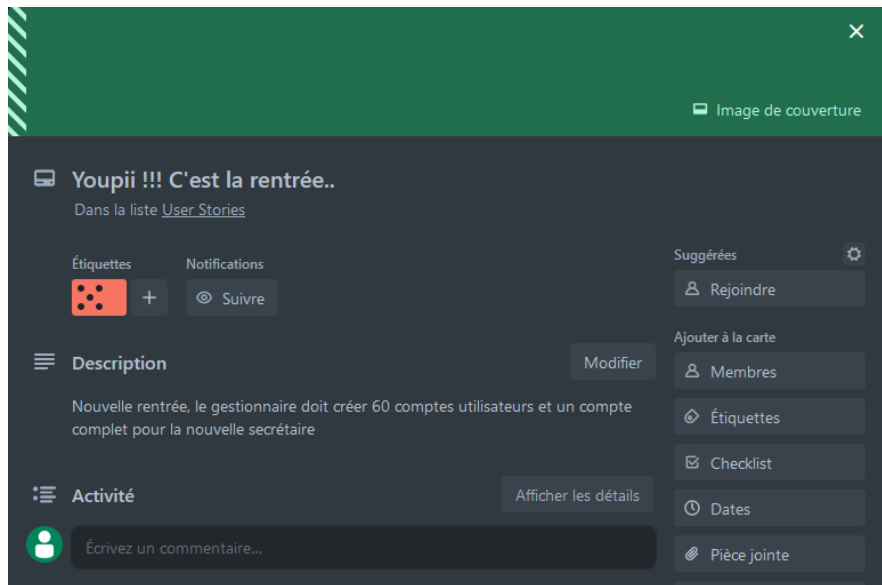 Image de couverture
Youpii !!! C'est la rentrée..
Dans la liste User Stories
Étiquettes
Notifications
Suivre
Description
Modifier
Nouvelle rentrée, le gestionnaire doit créer 60 comptes utilisateurs et un compte
complet pour la nouvelle secrétaire
Activité
Afficher les détails
Écrivez un commentaire...
Suggérées
Rejoindre
Ajouter à la carte
Membres
Étiquettes
Checklist
Dates
Pièce jointe